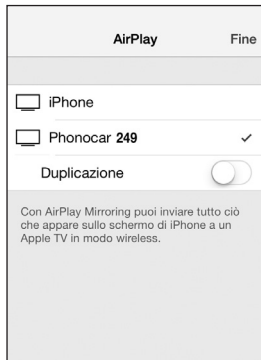 AirPlay Fine
iPhone
Phonocar 249
Duplicazione
Con AirPlay Mirroring puoi inviare tutto ciò
che appare sullo schermo di iPhone a un
Apple TV in modo wireless.